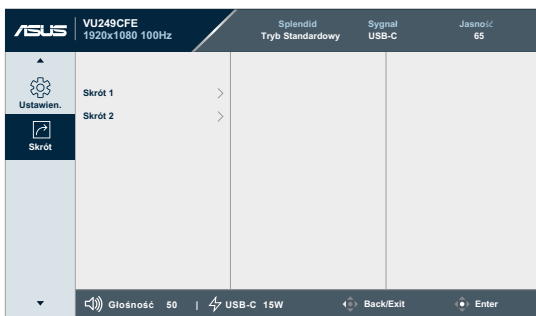 ASUS
VU249CFE
1920x1080 100Hz
Splendid
Tryb Standardowy
Sygnał
USB-C
Jasność
65
Ustawien.
Skrót
Skrót 1
Skrót 2
Głośność 50 | USB-C 15W
Back/Exit
Enter